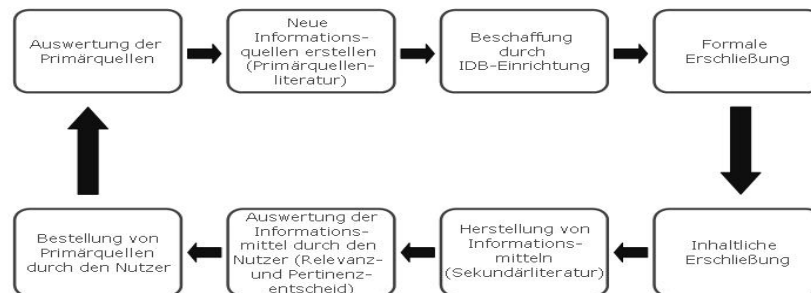 Auswertung der
Primärquellen
Neue
Informations-
quellen erstellen
(Primärquellen-
literatur)
Beschaffung
durch
IDB-Einrichtung
Formale
Erschließung
Inhaltliche
Erschließung
Herstellung von
Informations-
mitteln
(Sekundärliteratur)
Auswertung der
Informations-
mittel durch den
Nutzer (Relevanz-
und Pertinenz-
entscheid)
Bestellung von
Primärquellen
durch den Nutzer